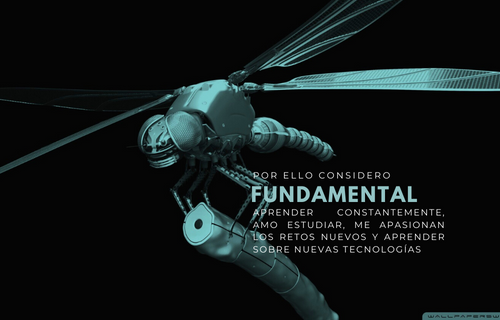 POR ELLO CONSIDERO
FUNDAMENTAL
APRENDER CONSTANTEMENTE,
AMO ESTUDIAR, ME APASIONAN
LOS RETOS NUEVOS Y APRENDER
SOBRE NUEVAS TECNOLOGÍAS